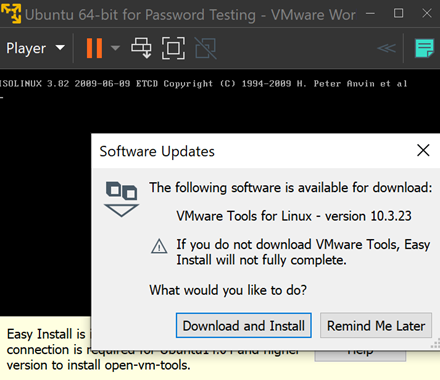 Ubuntu 64-bit for Password Testing - VMware Wor
Player
ISOLINUX 3.82 2009-06-09 ETCD Copyright (C) 1994-2009 H. Peter Anvin et al
Software Updates
The following software is available for download:
VMware Tools for Linux - version 10.3.23
If you do not download VMware Tools, Easy
Install will not fully complete.
What would you like to do?
Download and Install
Remind Me Later
Easy Install is i
connection is required for Ubuntu14.04 and higher
version to install open-vm-tools.
Help